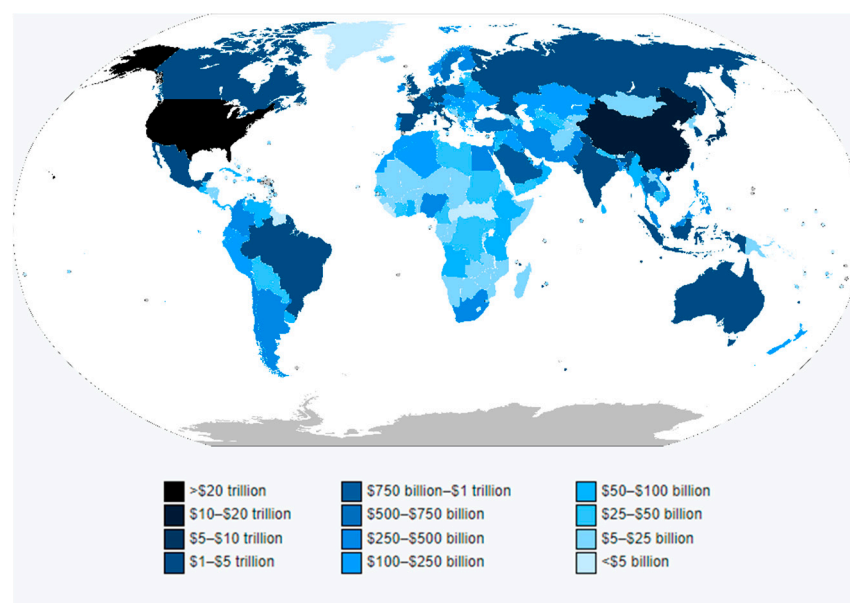 >$20 trillion
$10–$20 trillion
$5–$10 trillion
$1–$5 trillion
$750 billion–$1 trillion
$500–$750 billion
$250–$500 billion
$100–$250 billion
$50–$100 billion
$25–$50 billion
$5–$25 billion
<$5 billion